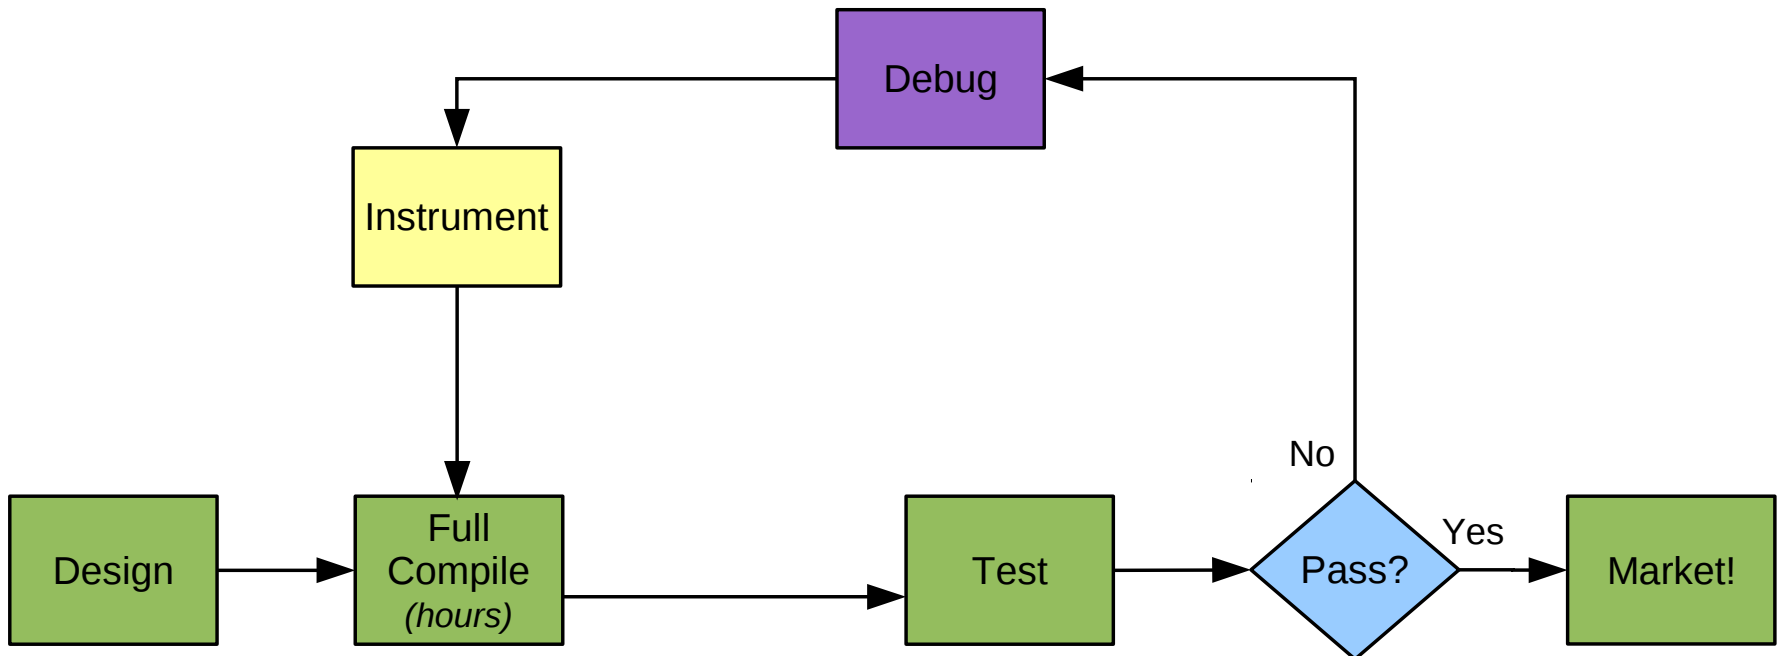 Debug
Instrument
No
Yes
Design
Full
Compile
(hours)
Test
Pass?
Market!